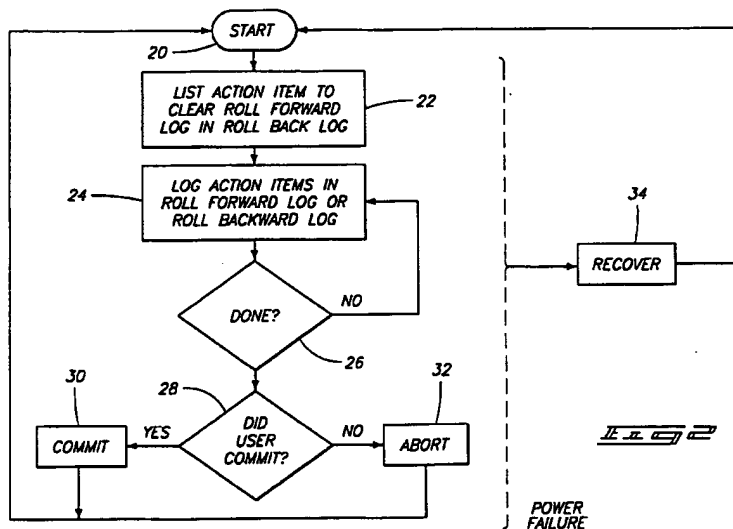 START
20
LIST ACTION ITEM TO
CLEAR ROLL FORWARD
LOG IN ROLL BACK LOG
22
24
LOG ACTION ITEMS IN
ROLL FORWARD LOG OR
ROLL BACKWARD LOG
34
RECOVER
DONE?
NO
26
28
30
32
YES
DID
USER
COMMIT?
NO
COMMIT
ABORT
Fig 2
POWER
FAILURE